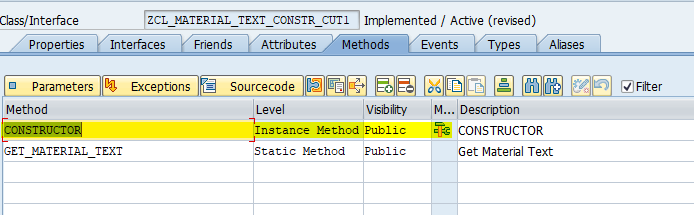 Class/Interface ZCL_MATERIAL_TEXT_CONSTR_CUT1 Implemented / Active (revised)
Properties Interfaces Friends Attributes Methods Events Types Aliases
Parameters Exceptions Sourcecode Filter
Method Level Visibility M... Description
CONSTRUCTOR Instance Method Public CONSTRUCTOR
GET_MATERIAL_TEXT Static Method Public Get Material Text